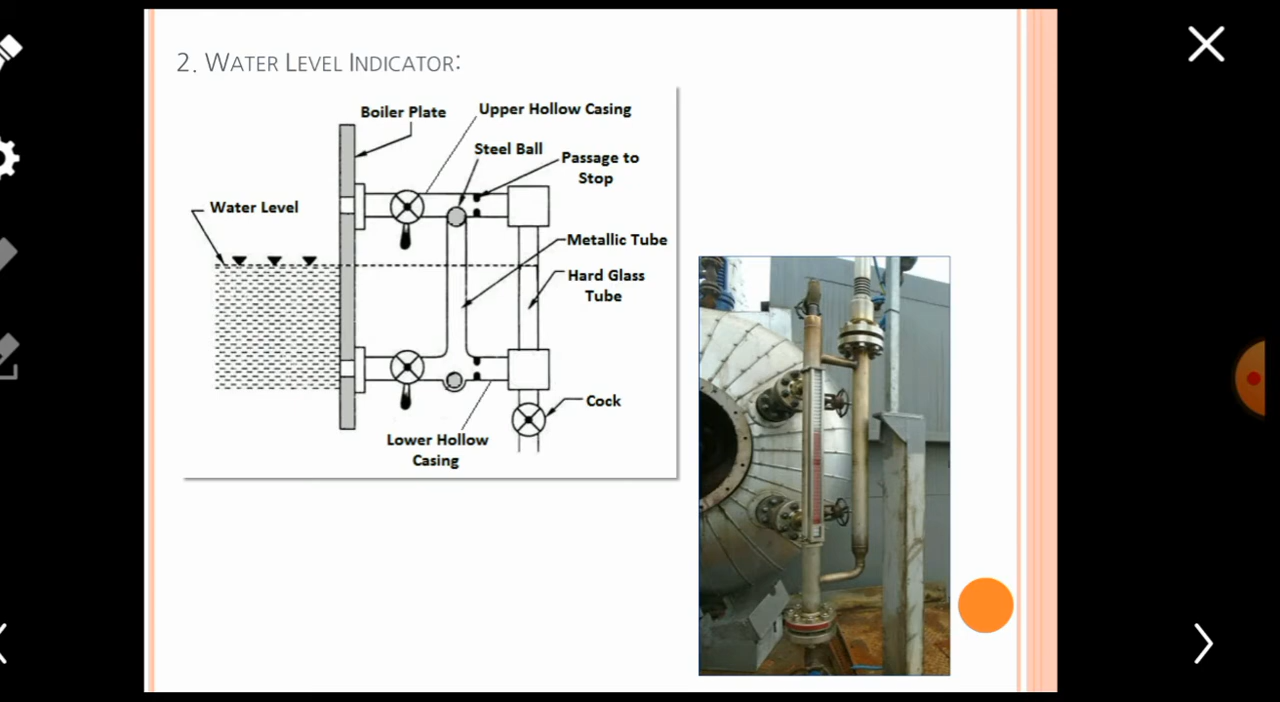 2. WATER LEVEL INDICATOR:
Boiler Plate
Upper Hollow Casing
Steel Ball
Passage to
Stop
Water Level
Metallic Tube
Hard Glass
Tube
Cock
Lower Hollow
Casing